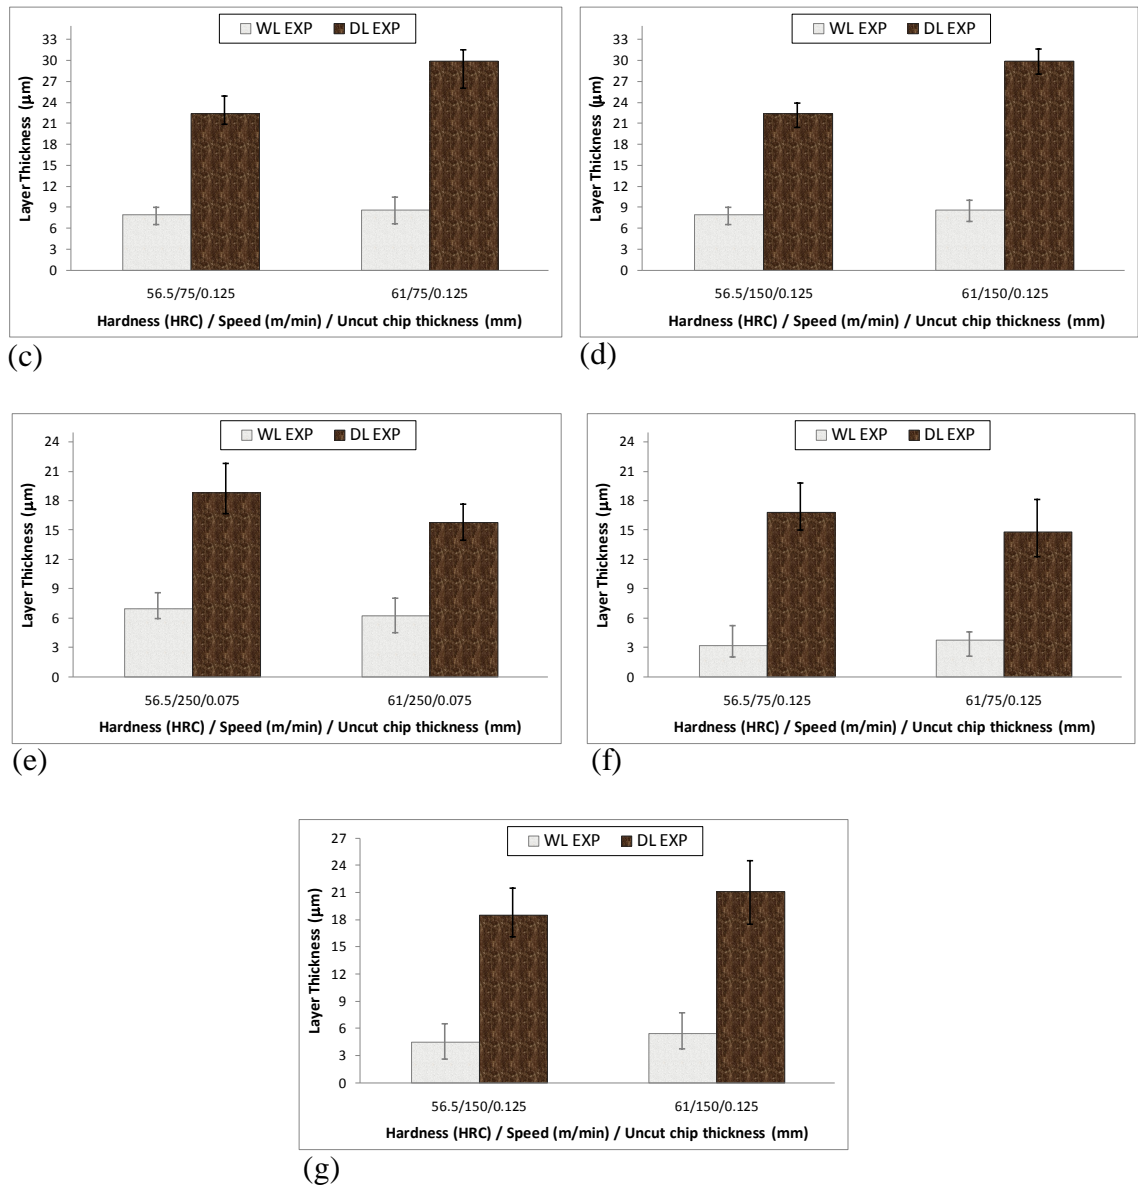 WL EXP DL EXP
33
30
27
24
21
18
15
12
9
6
3
0
Layer Thickness (μm)
56.5/75/0.125 61/75/0.125
Hardness (HRC) / Speed (m/min) / Uncut chip thickness (mm)
(c)
WL EXP DL EXP
33
30
27
24
21
18
15
12
9
6
3
0
Layer Thickness (μm)
56.5/150/0.125 61/150/0.125
Hardness (HRC) / Speed (m/min) / Uncut chip thickness (mm)
(d)
WL EXP DL EXP
24
21
18
15
12
9
6
3
0
Layer Thickness (μm)
56.5/250/0.075 61/250/0.075
Hardness (HRC) / Speed (m/min) / Uncut chip thickness (mm)
(e)
WL EXP DL EXP
24
21
18
15
12
9
6
3
0
Layer Thickness (μm)
56.5/75/0.125 61/75/0.125
Hardness (HRC) / Speed (m/min) / Uncut chip thickness (mm)
(f)
WL EXP DL EXP
27
24
21
18
15
12
9
6
3
0
Layer Thickness (μm)
56.5/150/0.125 61/150/0.125
Hardness (HRC) / Speed (m/min) / Uncut chip thickness (mm)
(g)